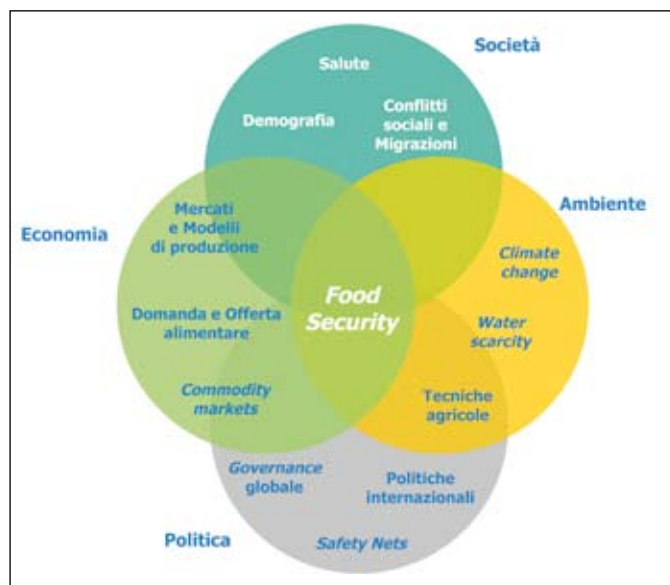 Società
Salute
Demografia
Conflitti
sociali e
Migrazioni
Economia
Mercati
e Modelli
di produzione
Domanda e Offerta
alimentare
Commodity
markets
Food
Security
Ambiente
Climate
change
Water
scarcity
Tecniche
agricole
Governance
globale
Politiche
internazionali
Safety Nets
Politica